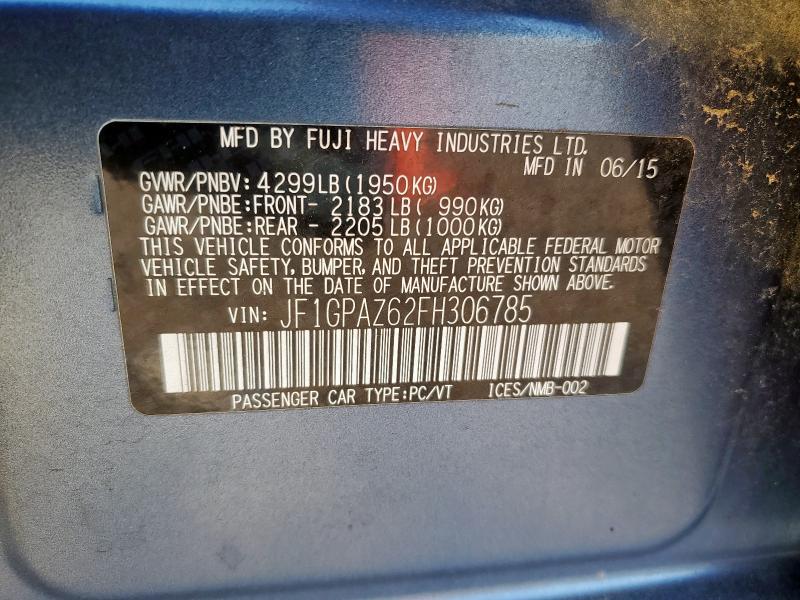 MFD BY FUJI HEAVY INDUSTRIES LTD.
MFD IN 06/15
GVWR/PNBV: 4299LB (1950KG)
GAWR/PNBE: FRONT- 2183 LB ( 990KG)
GAWR/PNBE: REAR - 2205 LB (1000KG)
THIS VEHICLE CONFORMS TO ALL APPLICABLE FEDERAL MOTOR
VEHICLE SAFETY, BUMPER, AND THEFT PREVENTION STANDARDS
IN EFFECT ON THE DATE OF MANUFACTURE SHOWN ABOVE.
VIN: JF1GPAZ62FH306785
PASSENGER CAR TYPE:PC/VT ICES/NMB-002